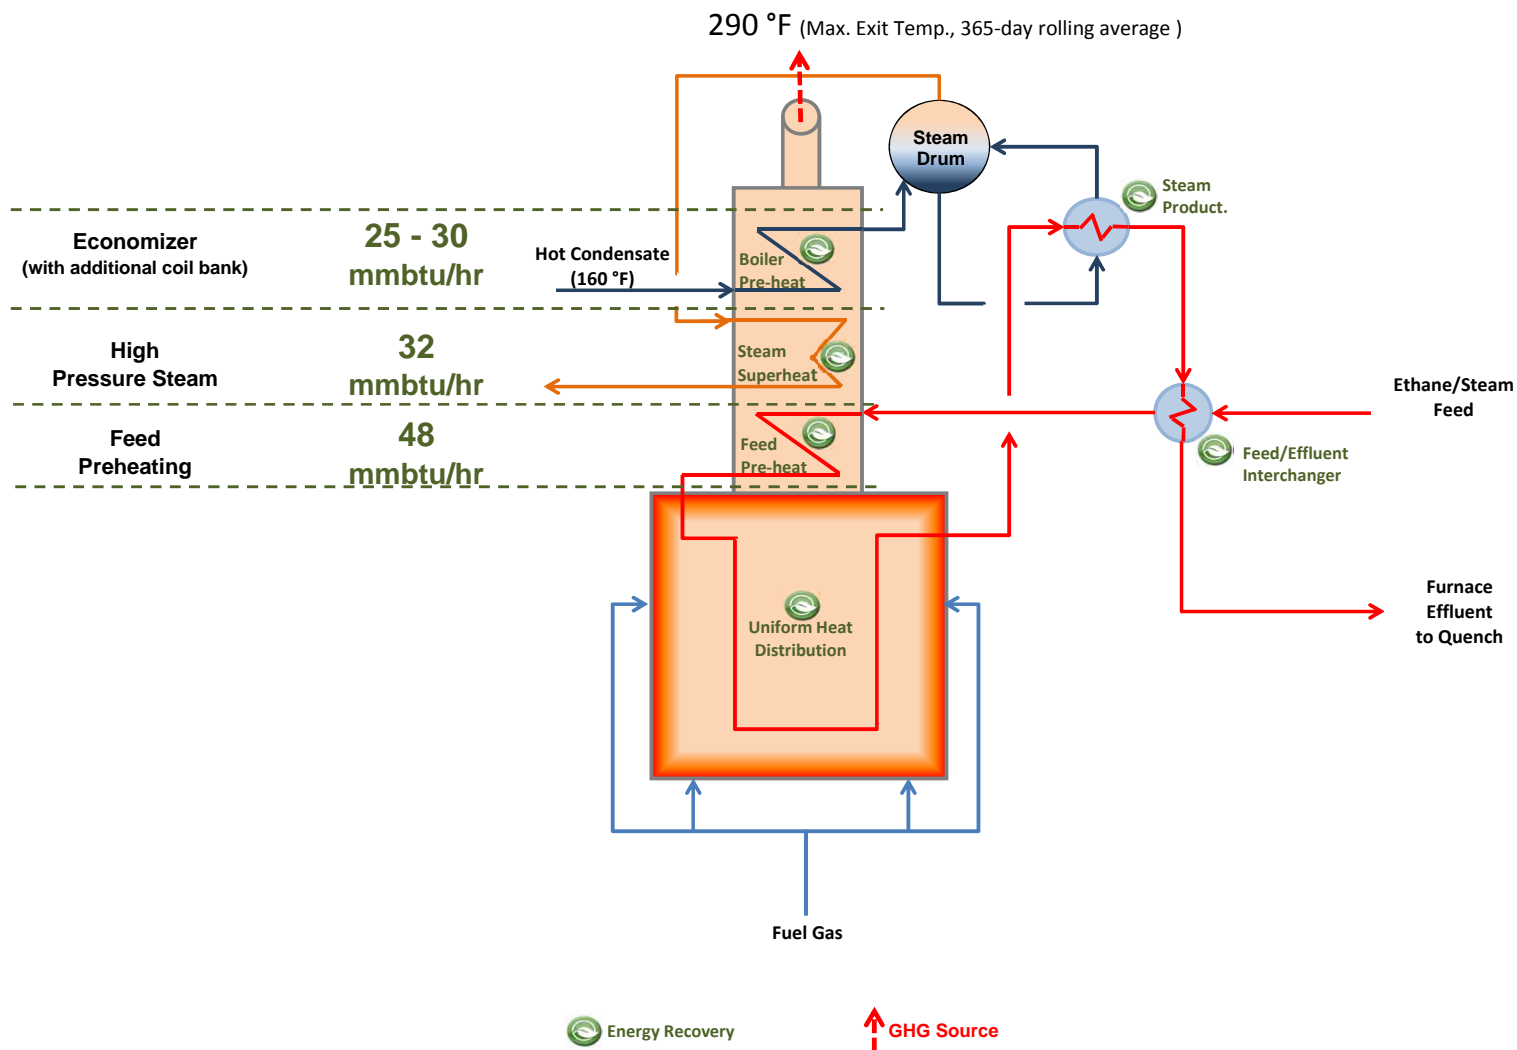 290 °F (Max. Exit Temp., 365-day rolling average )
Steam
Drum
Steam
Product.
Economizer
(with additional coil bank)
25 - 30
mmbtu/hr
Hot Condensate
(160 °F)
Boiler
Pre-heat
High
Pressure Steam
32
mmbtu/hr
Steam
Superheat
Ethane/Steam
Feed
Feed
Preheating
48
mmbtu/hr
Feed
Pre-heat
Feed/Effluent
Interchanger
Uniform Heat
Distribution
Furnace
Effluent
to Quench
Fuel Gas
Energy Recovery
GHG Source